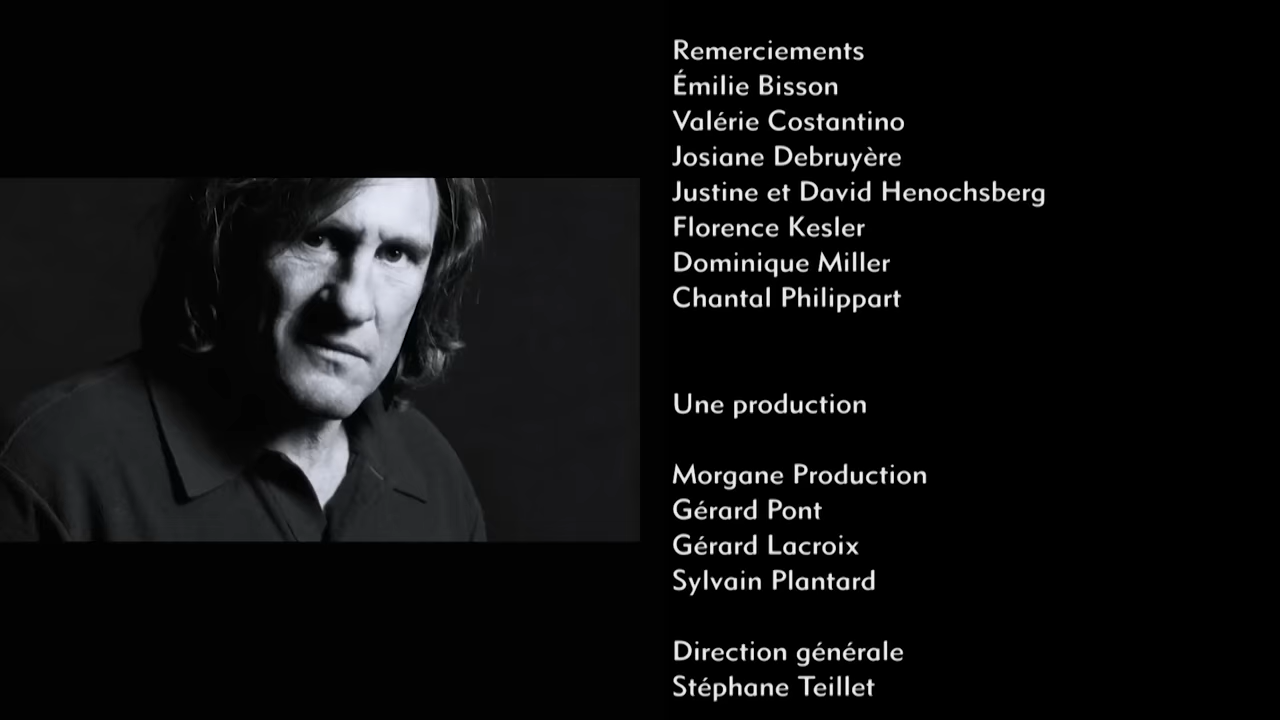 Remerciements
Émilie Bisson
Valérie Costantino
Josiane Debruyère
Justine et David Henochsberg
Florence Kesler
Dominique Miller
Chantal Philippart
Une production
Morgane Production
Gérard Pont
Gérard Lacroix
Sylvain Plantard
Direction générale
Stéphane Teillet